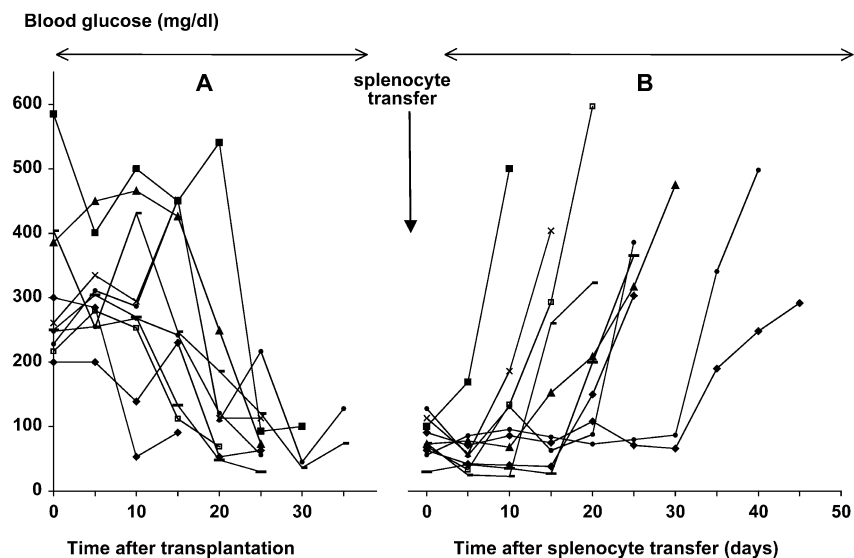 Blood glucose (mg/dl)
A
splenocyte
transfer
B
600
500
400
300
200
100
0
0 10 20 30
0 10 20 30 40 50
Time after transplantation
Time after splenocyte transfer (days)